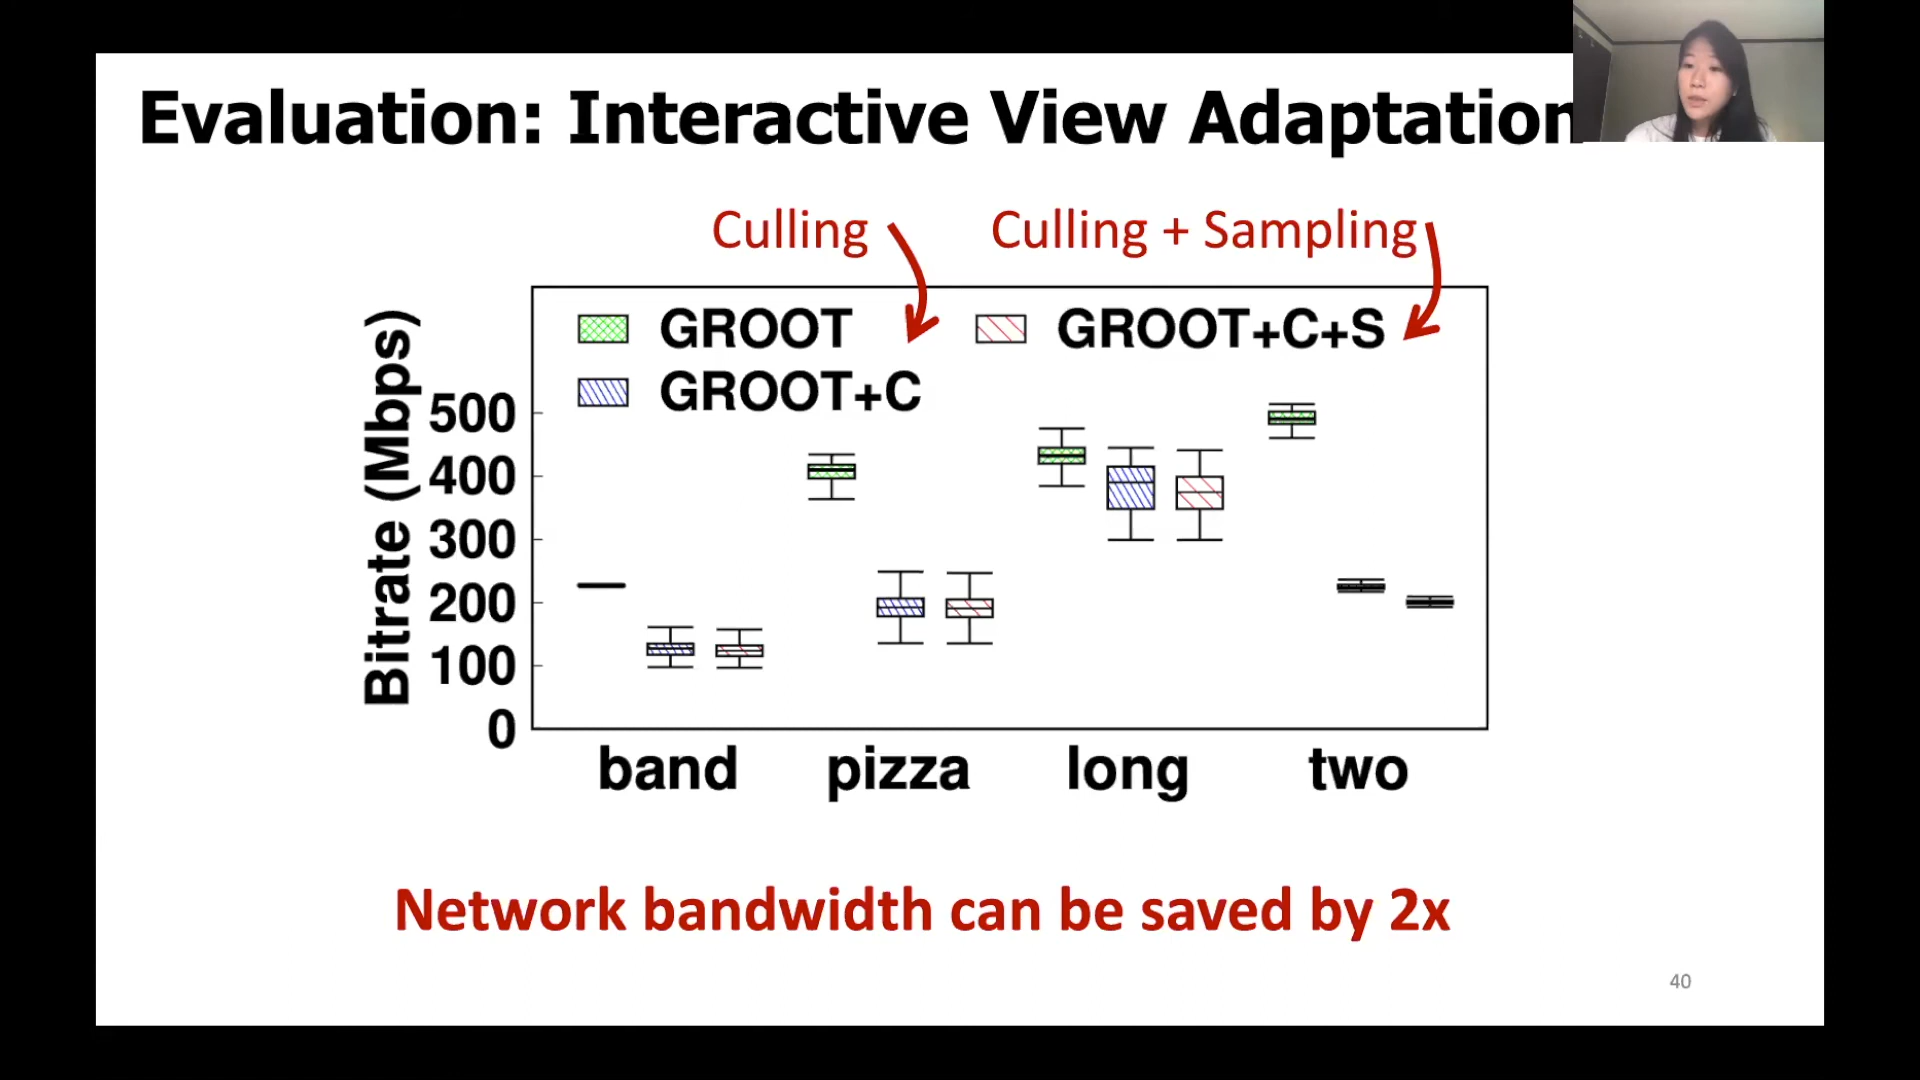 Evaluation: Interactive View Adaptation
Culling
Culling + Sampling
GROOT
GROOT+C+S
GROOT+C
Bitrate (Mbps)
500
400
300
200
100
0
band
pizza
long
two
Network bandwidth can be saved by 2x
40